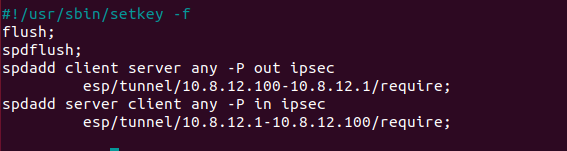 #!/usr/sbin/setkey -f
flush;
spdflush;
spdadd client server any -P out ipsec
        esp/tunnel/10.8.12.100-10.8.12.1/require;
spdadd server client any -P in ipsec
        esp/tunnel/10.8.12.1-10.8.12.100/require;